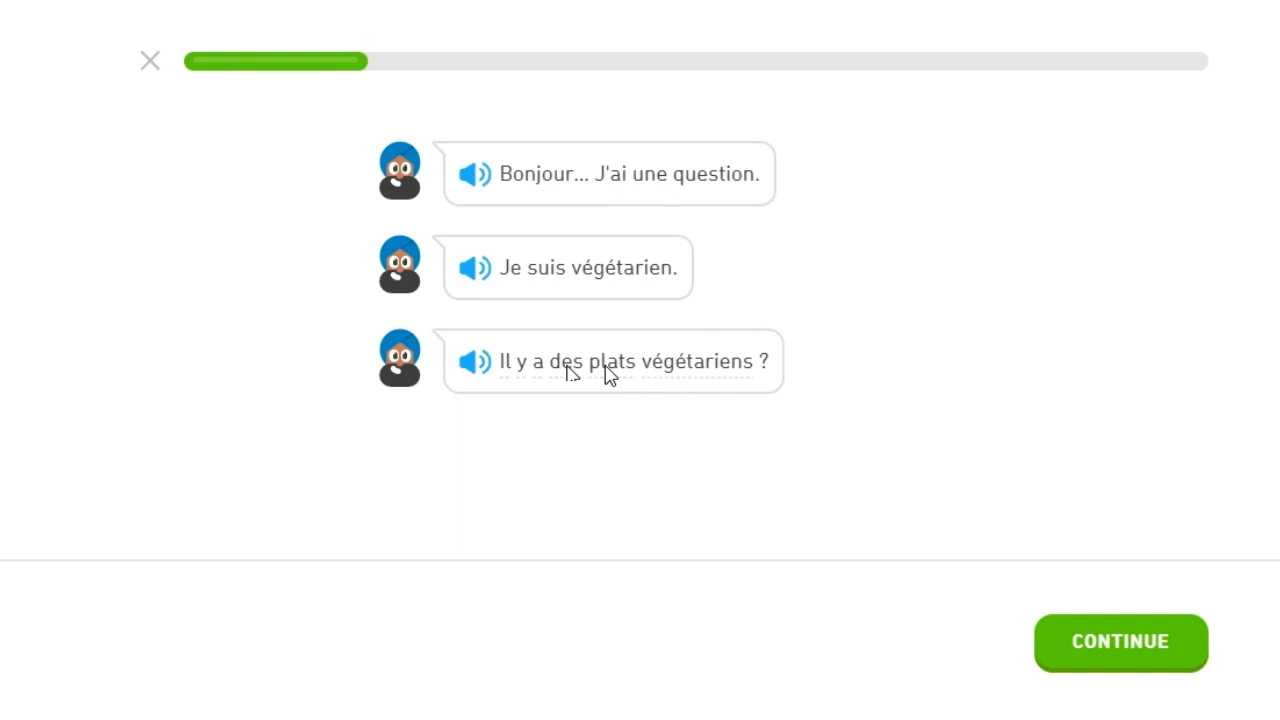 Bonjour... J'ai une question.
Je suis végétarien.
Il y a des plats végétariens ?
CONTINUE